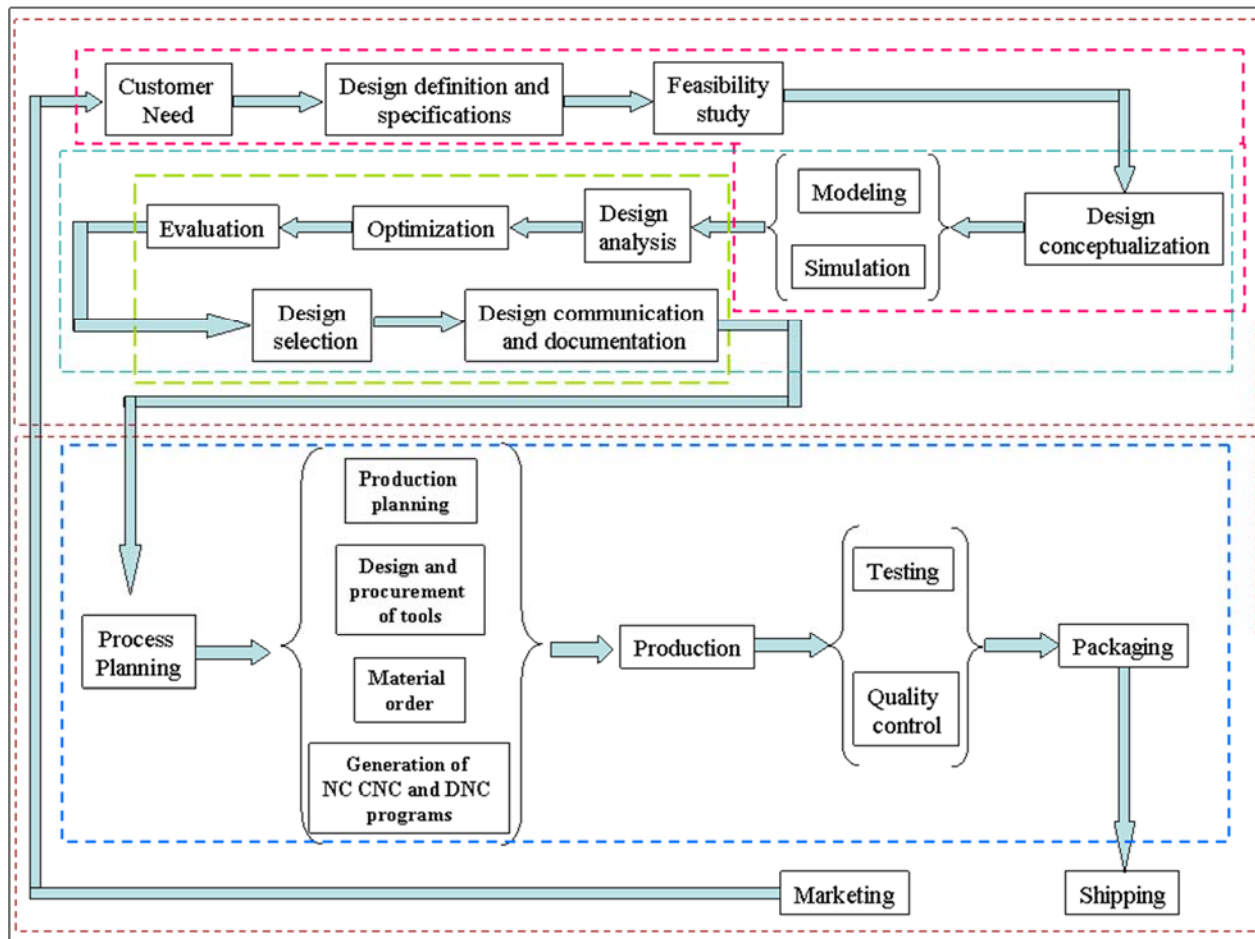 Customer
Need
Design definition and
specifications
Feasibility
study
Modeling
Simulation
Design
conceptualization
Design
analysis
Optimization
Evaluation
Design
selection
Design communication
and documentation
Process
Planning
Production
planning
Design and
procurement
of tools
Material
order
Generation of
NC CNC and DNC
programs
Production
Testing
Quality
control
Packaging
Marketing
Shipping